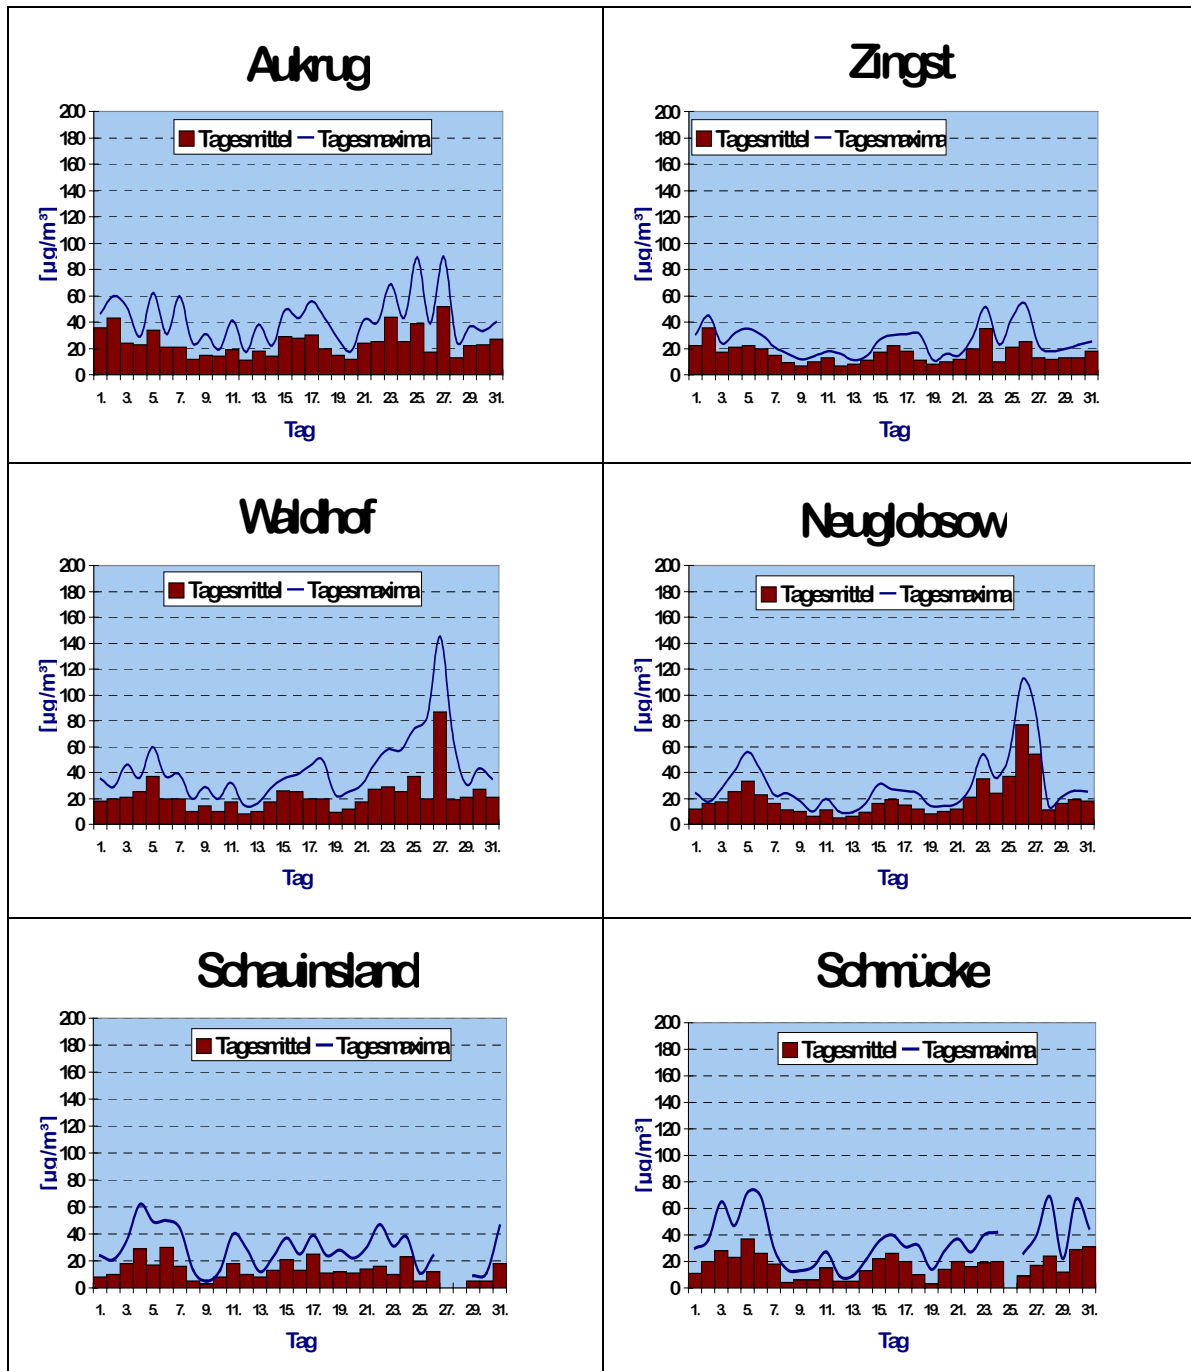 Aukrug
200
180
160
140
120
100
80
60
40
20
0
[µg/m³]
Tagesmittel Tagesmaxima
1. 3. 5. 7. 9. 11. 13. 15. 17. 19. 21. 23. 25. 27. 29. 31.
Tag
Zingst
200
180
160
140
120
100
80
60
40
20
0
[µg/m³]
Tagesmittel Tagesmaxima
1. 3. 5. 7. 9. 11. 13. 15. 17. 19. 21. 23. 25. 27. 29. 31.
Tag
Waldhof
200
180
160
140
120
100
80
60
40
20
0
[µg/m³]
Tagesmittel Tagesmaxima
1. 3. 5. 7. 9. 11. 13. 15. 17. 19. 21. 23. 25. 27. 29. 31.
Tag
Neuglobsow
200
180
160
140
120
100
80
60
40
20
0
[µg/m³]
Tagesmittel Tagesmaxima
1. 3. 5. 7. 9. 11. 13. 15. 17. 19. 21. 23. 25. 27. 29. 31.
Tag
Schauinsland
200
180
160
140
120
100
80
60
40
20
0
[µg/m³]
Tagesmittel Tagesmaxima
1. 3. 5. 7. 9. 11. 13. 15. 17. 19. 21. 23. 25. 27. 29. 31.
Tag
Schmücke
200
180
160
140
120
100
80
60
40
20
0
[µg/m³]
Tagesmittel Tagesmaxima
1. 3. 5. 7. 9. 11. 13. 15. 17. 19. 21. 23. 25. 27. 29. 31.
Tag